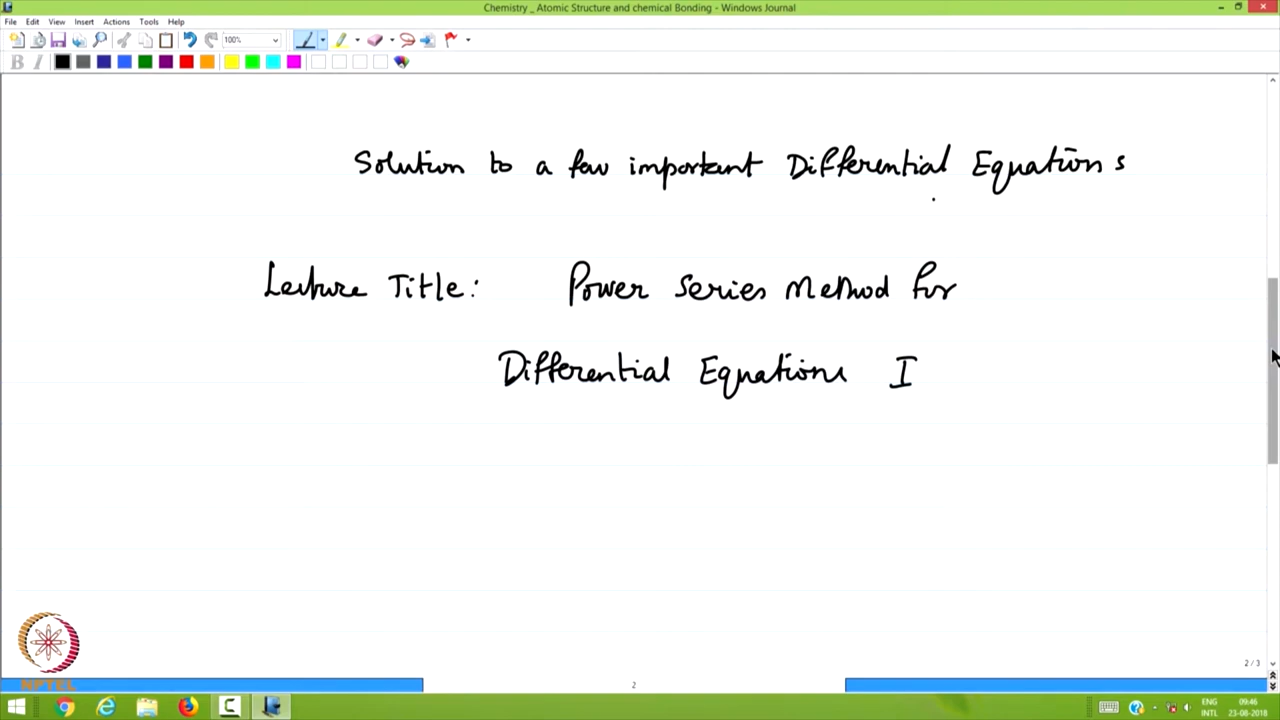 Chemistry _ Atomic Structure and chemical Bonding - Windows Journal
File Edit View Insert Actions Tools Help
100%
B I
Solution to a few important Differential Equations
Lecture Title: Power Series Method for
Differential Equations I
2 / 3
NPTEL
2
ENG 09:46
INTL 23-08-2018